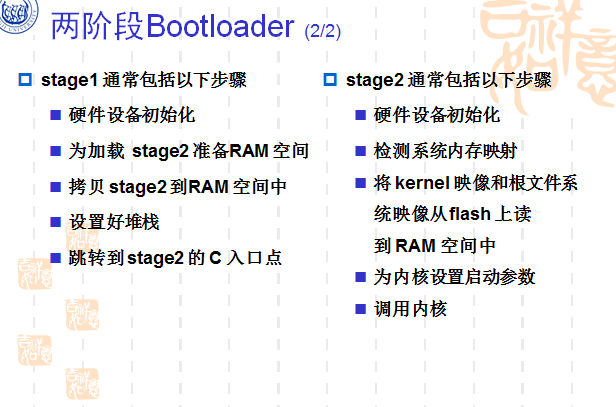 两阶段Bootloader (2/2)
stage1 通常包括以下步骤
硬件设备初始化
为加载 stage2 准备RAM 空间
拷贝 stage2 到RAM 空间中
设置好堆栈
跳转到 stage2 的 C 入口点
stage2 通常包括以下步骤
硬件设备初始化
检测系统内存映射
将 kernel 映像和根文件系
统映像从flash 上读
到 RAM 空间中
为内核设置启动参数
调用内核